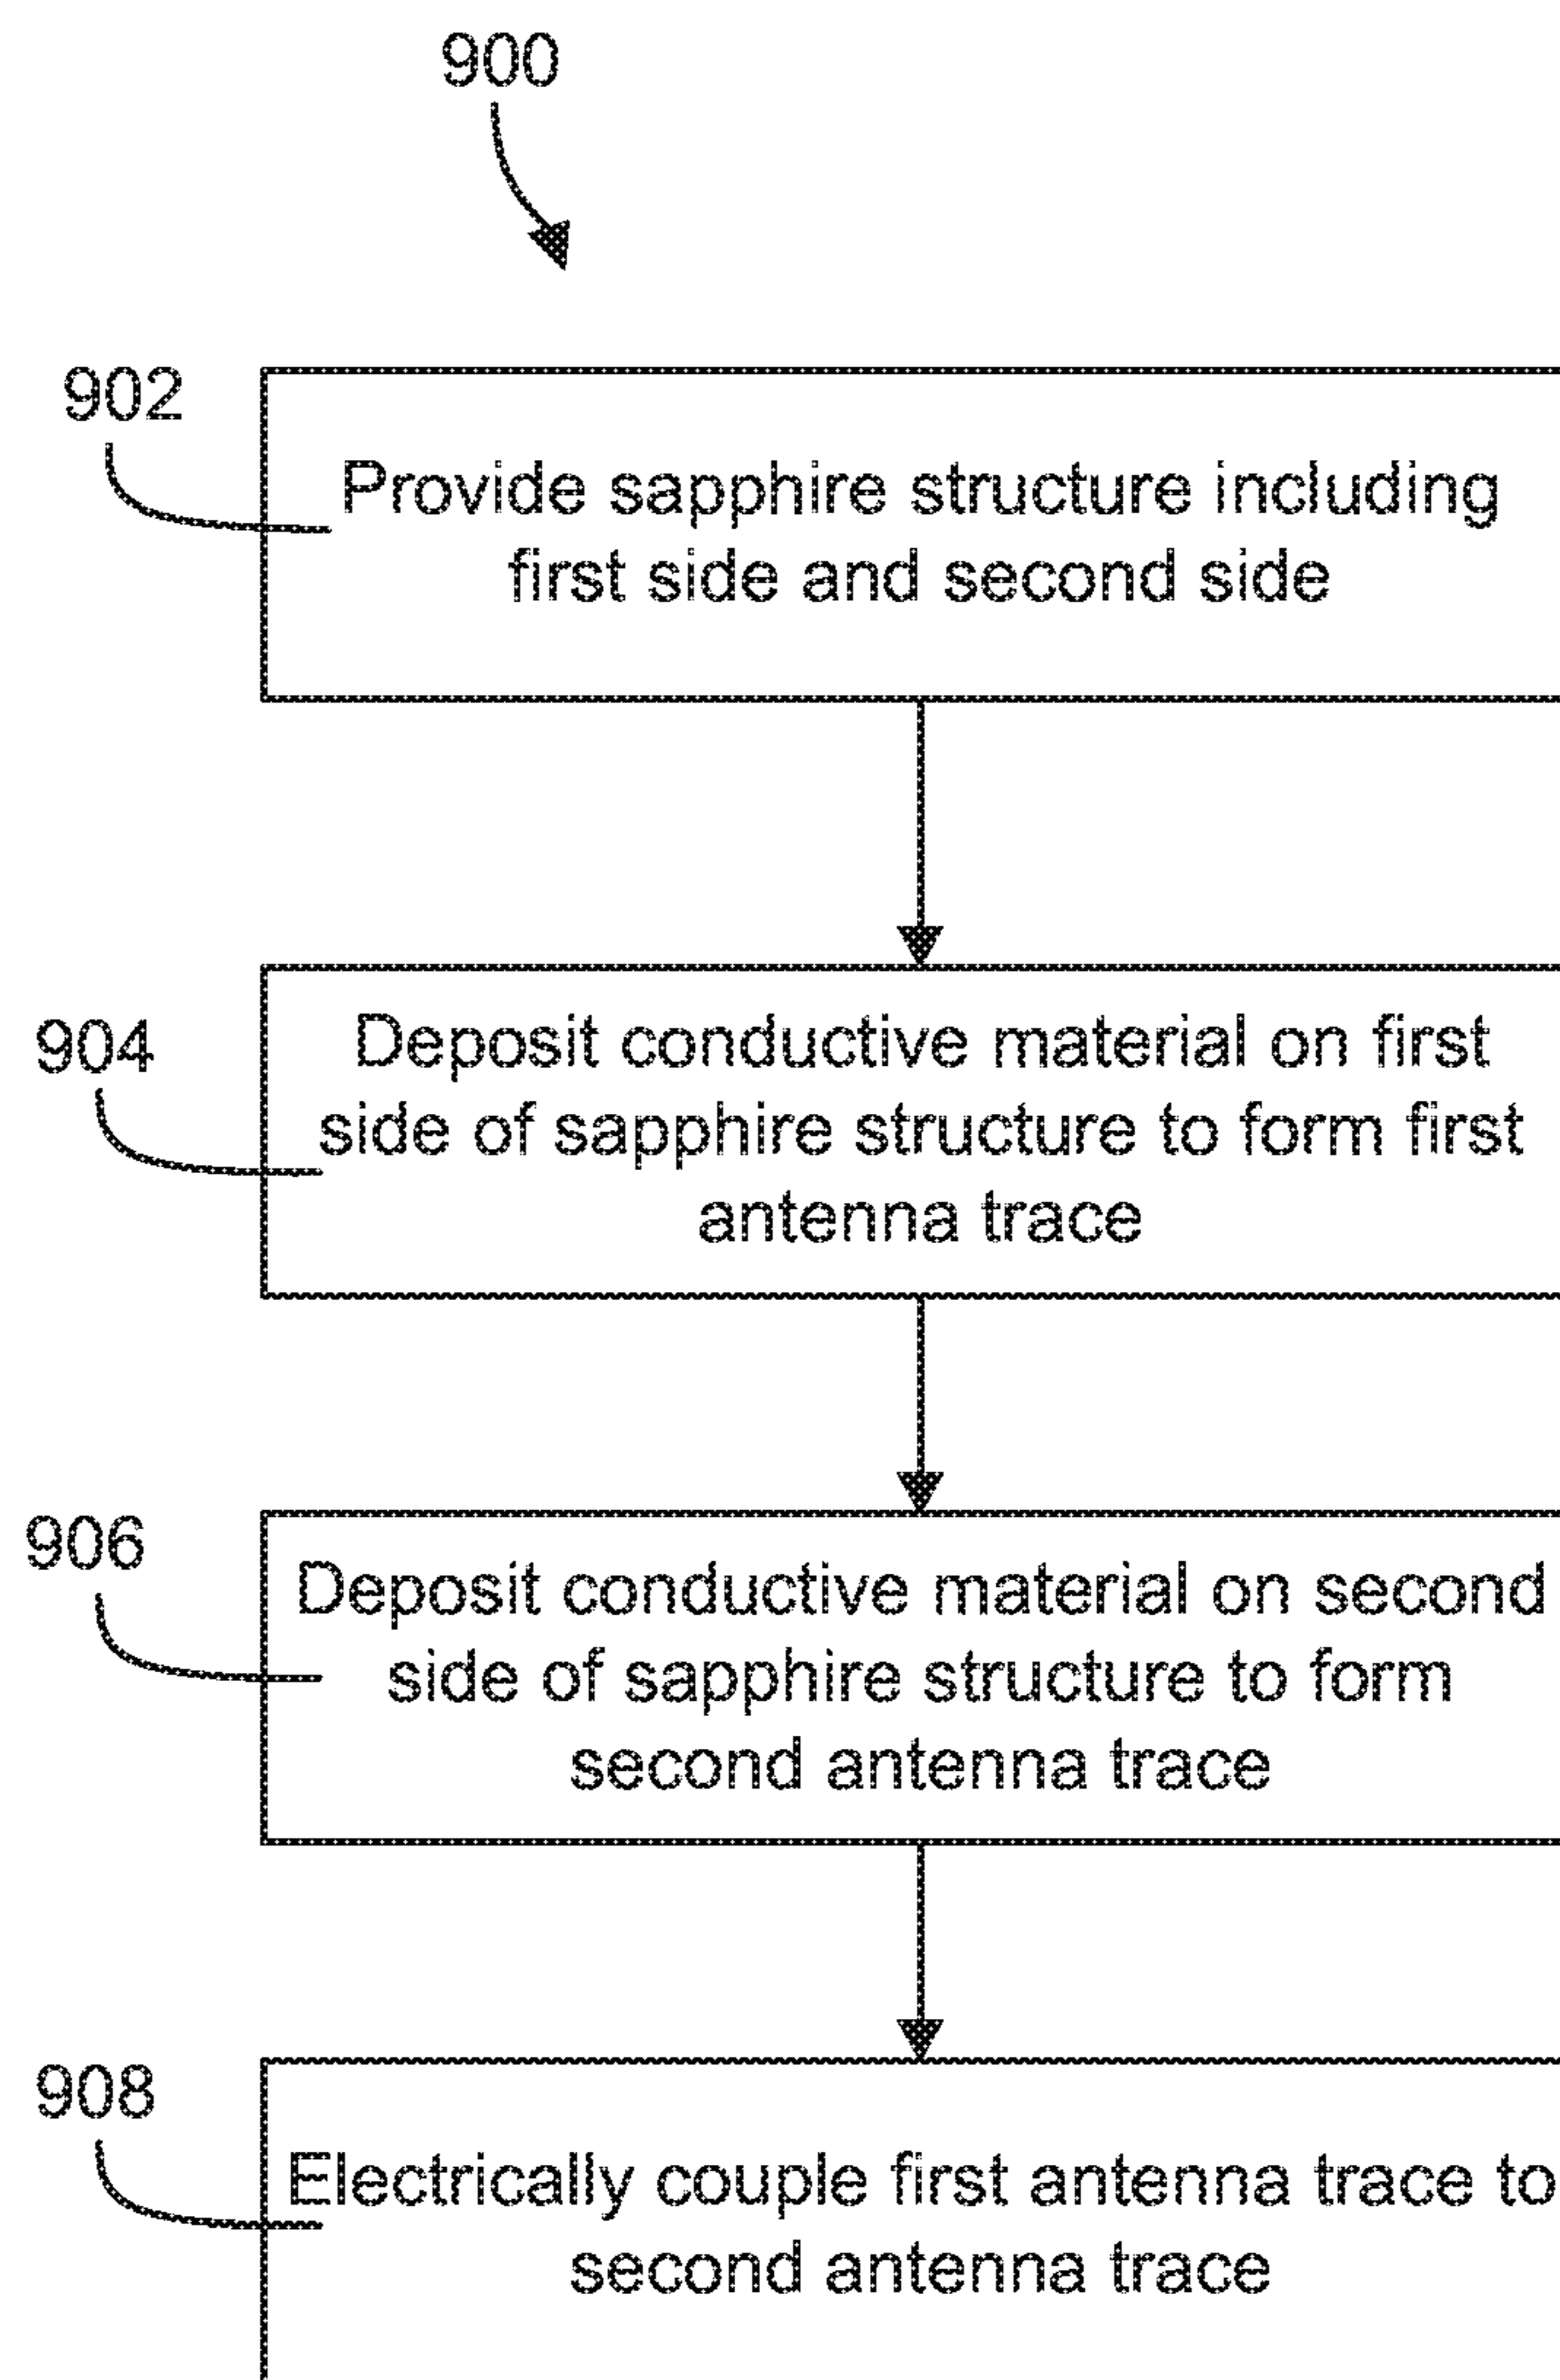 900
902
Provide sapphire structure including
first side and second side
904
Deposit conductive material on first
side of sapphire structure to form first
antenna trace
906
Deposit conductive material on second
side of sapphire structure to form
second antenna trace
908
Electrically couple first antenna trace to
second antenna trace